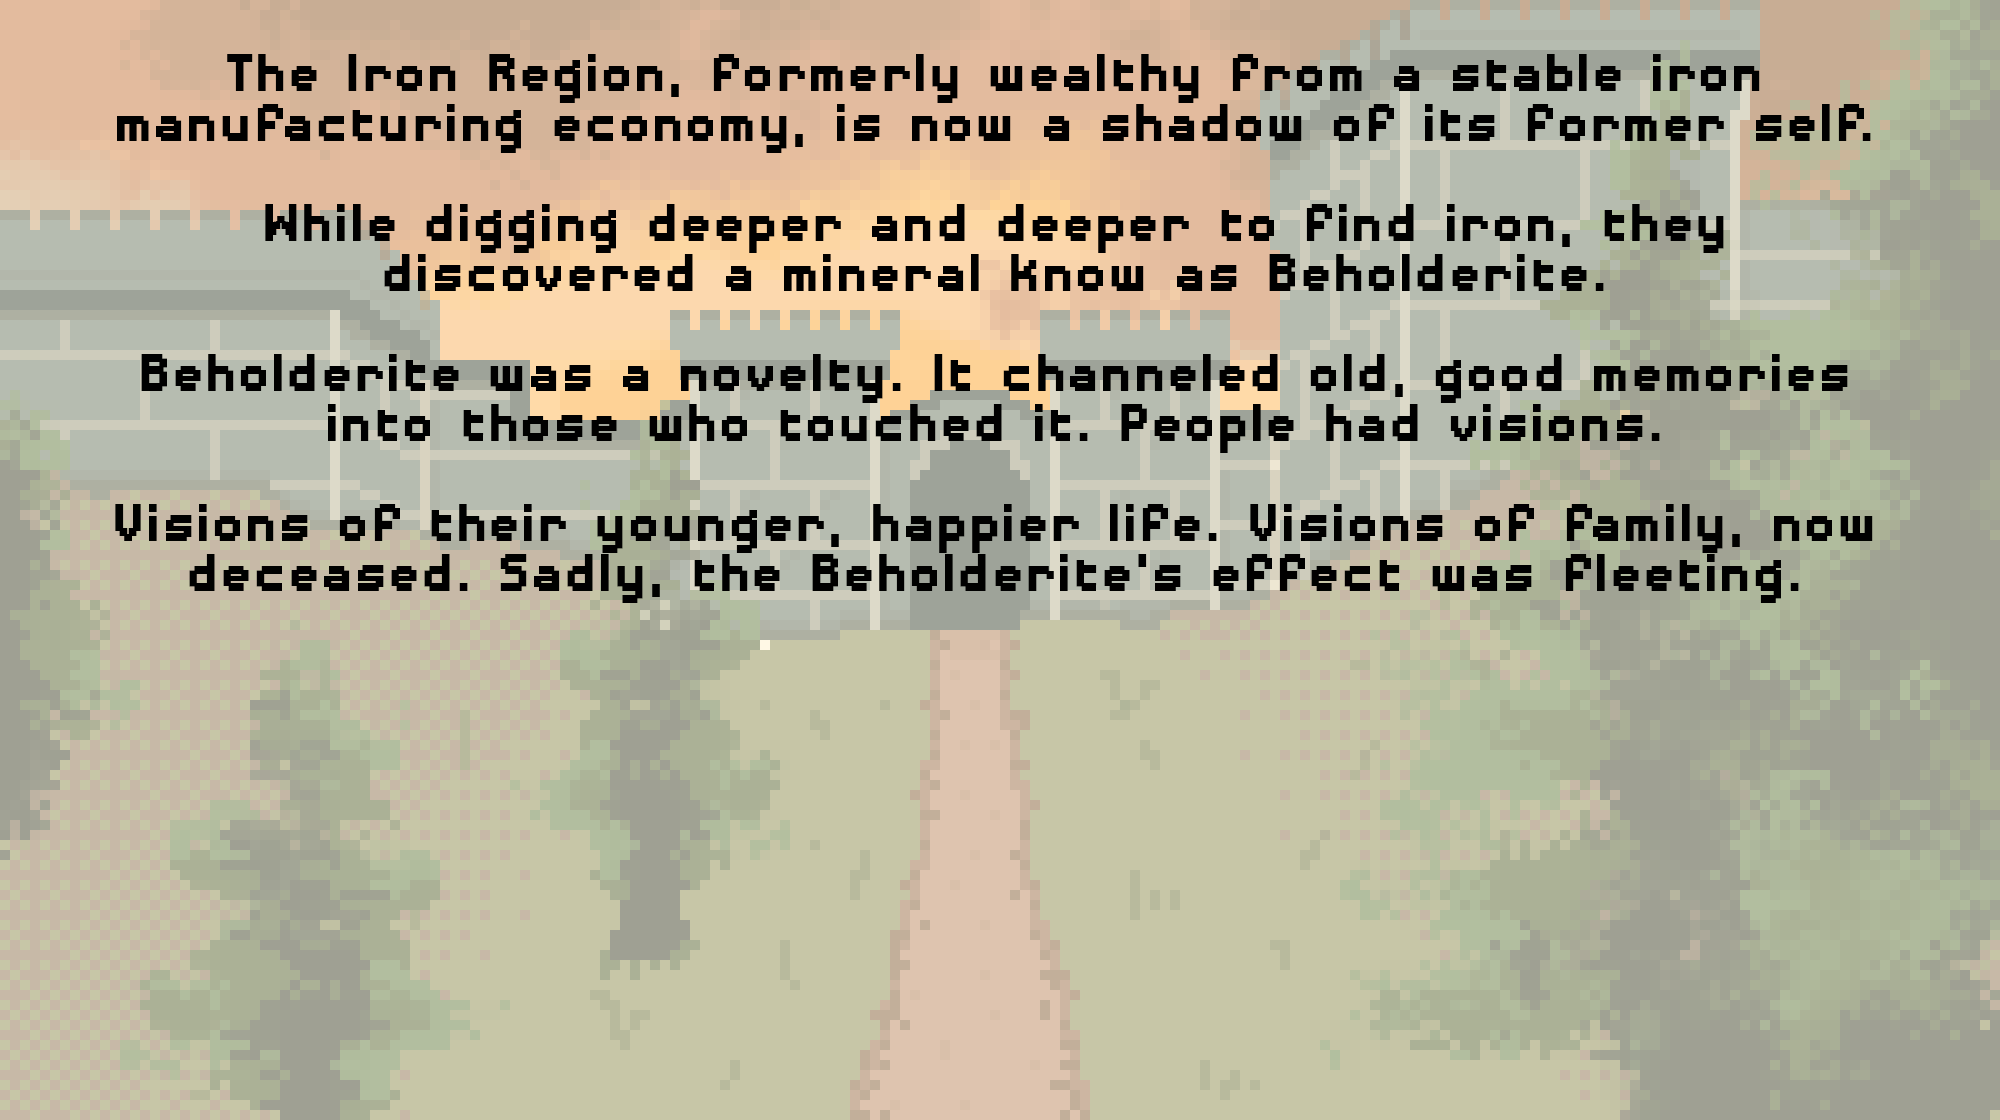 The Iron Region, formerly wealthy from a stable iron
manufacturing economy, is now a shadow of its former self.
While digging deeper and deeper to find iron, they
discovered a mineral know as Beholderite.
Beholderite was a novelty. It channeled old, good memories
into those who touched it. People had visions.
Visions of their younger, happier life. Visions of family, now
deceased. Sadly, the Beholderite's effect was fleeting.